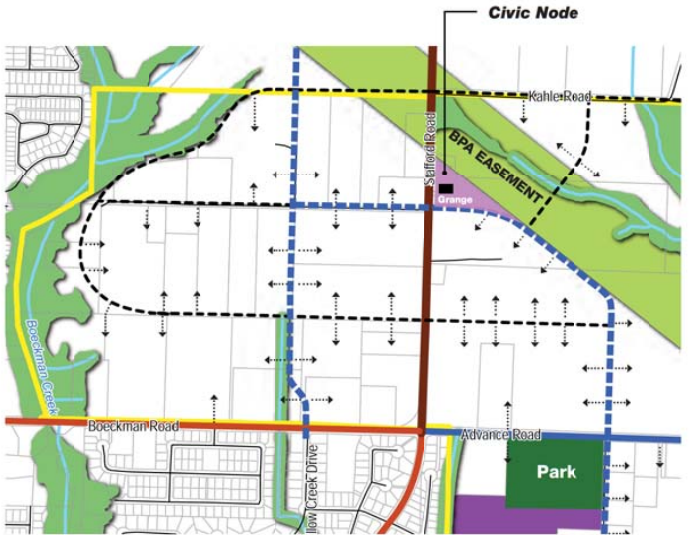 Civic Node
Kahle Road
Stafford Road
BPA EASEMENT
Grange
Boeckman Creek
Boeckman Road
Advance Road
llow Creek Drive
Park